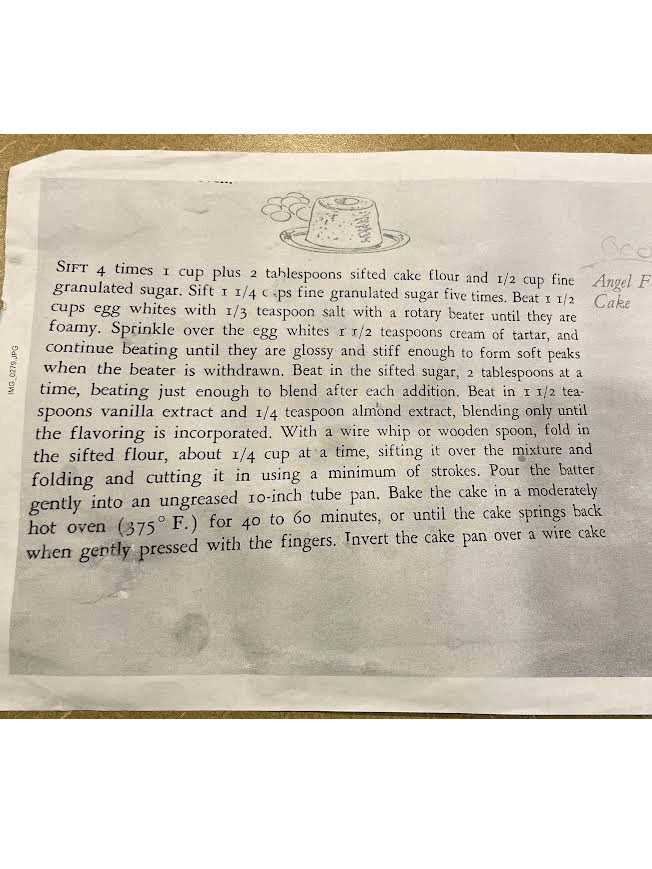 SIFT 4 times 1 cup plus 2 tablespoons sifted cake flour and 1/2 cup fine
granulated sugar. Sift 1 1/4 c ps fine granulated sugar five times. Beat 1 1/2
cups egg whites with 1/3 teaspoon salt with a rotary beater until they are
foamy. Sprinkle over the egg whites 1 1/2 teaspoons cream of tartar, and
continue beating until they are glossy and stiff enough to form soft peaks
when the beater is withdrawn. Beat in the sifted sugar, 2 tablespoons at a
time, beating just enough to blend after each addition. Beat in 1 1/2 tea-
spoons vanilla extract and 1/4 teaspoon almond extract, blending only until
the flavoring is incorporated. With a wire whip or wooden spoon, fold in
the sifted flour, about 1/4 cup at a time, sifting it over the mixture and
folding and cutting it in using a minimum of strokes. Pour the batter
gently into an ungreased 10-inch tube pan. Bake the cake in a moderately
hot oven (375° F.) for 40 to 60 minutes, or until the cake springs back
when gently pressed with the fingers. Invert the cake pan over a wire cake
Angel F
Cake
IMG_0279.JPG